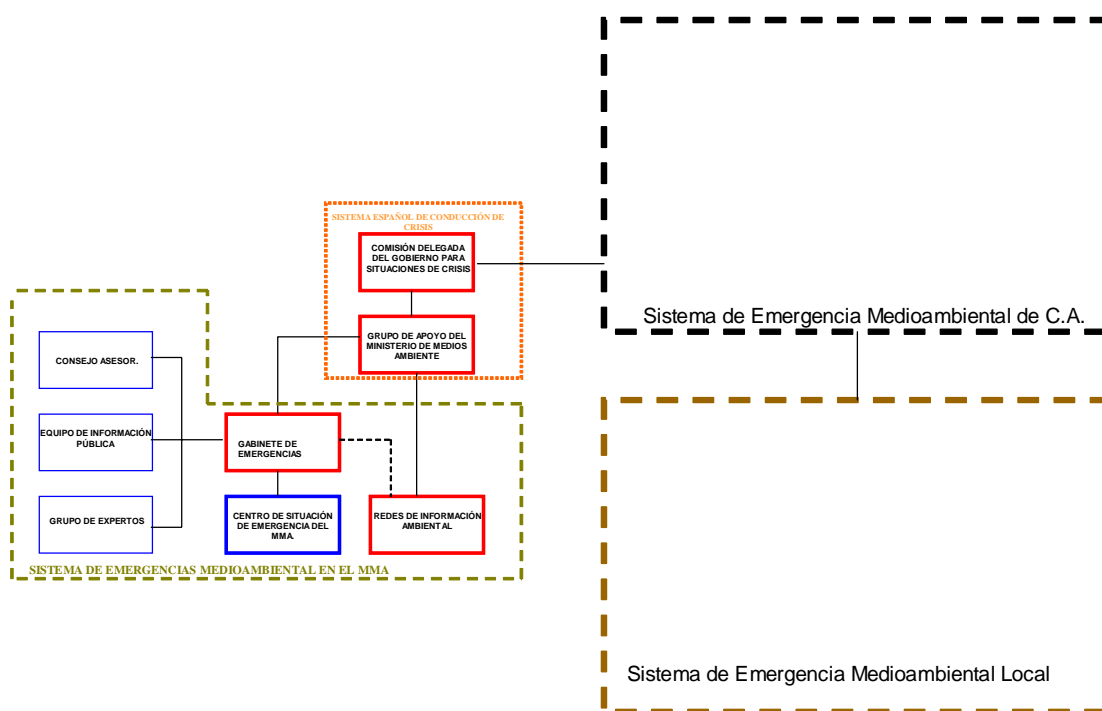 SISTEMA ESPAÑOL DE CONDUCCIÓN DE
CRISIS
COMISIÓN DELEGADA
DEL GOBIERNO PARA
SITUACIONES DE CRISIS
Sistema de Emergencia Medioambiental de C.A.
GRUPO DE APOYO DEL
MINISTERIO DE MEDIOS
AMBIENTE
CONSEJO ASESOR.
EQUIPO DE INFORMACIÓN
PÚBLICA
GABINETE DE
EMERGENCIAS
GRUPO DE EXPERTOS
CENTRO DE SITUACIÓN
DE EMERGENCIA DEL
MMA.
REDES DE INFORMACIÓN
AMBIENTAL
SISTEMA DE EMERGENCIAS MEDIOAMBIENTAL EN EL MMA
Sistema de Emergencia Medioambiental Local